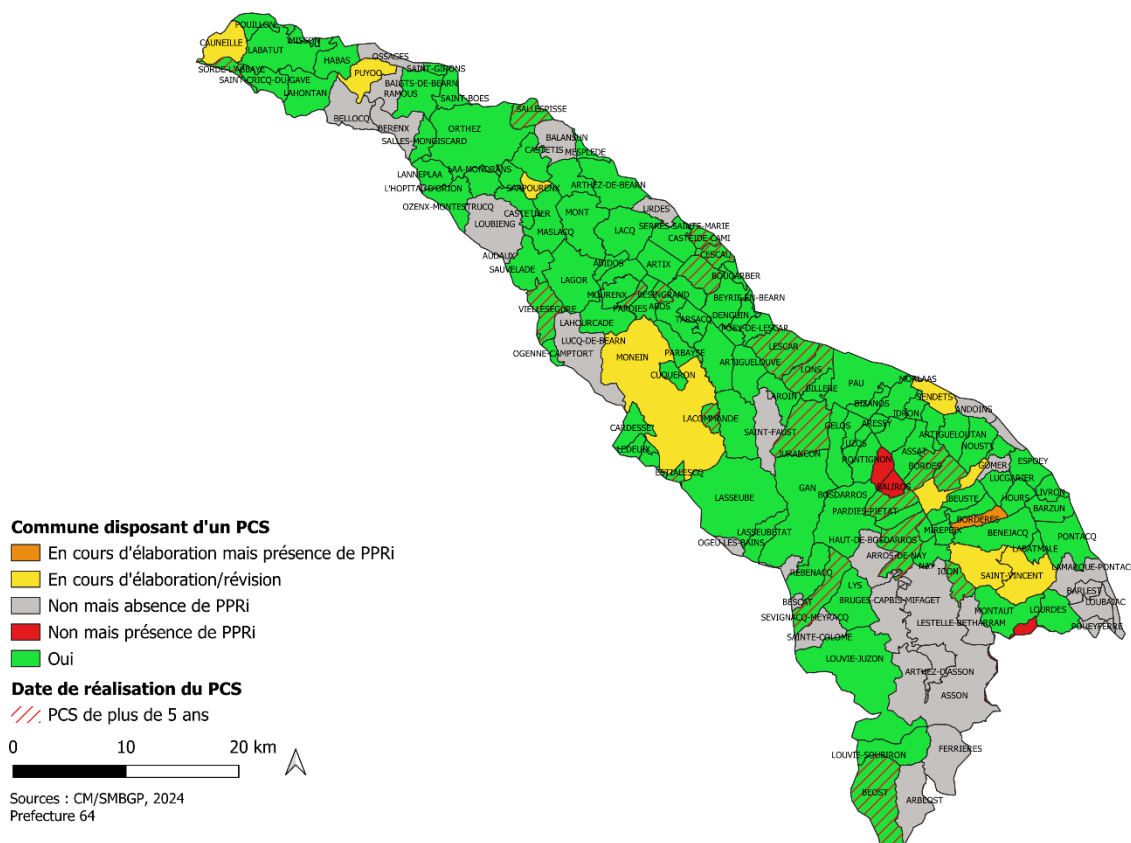 POUILLON
CAUNEILLE
MISSON
LABATUT
HABAS
OSSAGES
SORDE-L'ABBAYE
PUYOO
SAINT-GIRONS
SAINT-CRICQ-DU-GAVE
BAIGTS-DE-BEARN
LAHONTAN
RAMOUS
SAINT-BOES
SALLESPISSE
BELLOCQ
BERENX
ORTHEZ
BALANSUN
SALLES-MONGISCARD
CASTETIS
MESPLEDE
LANNEPLAA
LAA-MONDRANS
L'HOPITAL-D'ORION
SARPOURENX
ARTHEZ-DE-BEARN
OZENX-MONTESTRUCQ
CASTETNER
MONT
URDES
LOUBIENG
MASLACQ
LACQ
SERRES-SAINTE-MARIE
CASTEIDE-CAMI
AUDAUX
ABIDOS
ARTIX
CESCAU
SAUVELADE
LAGOR
BOUGARBER
MOURENX
BESINGRAND
BEYRIE-EN-BEARN
VIELLESEGURE
PARDIES
ABOS
TARSACQ
DENGUIN
LAHOURCADE
POEY-DE-LESCAR
LUCQ-DE-BEARN
LESCAR
OGENNE-CAMPTORT
MONEIN
PARBAYSE
ARTIGUELOUVE
LONS
CUQUERON
BILLERE
PAU
MORLAAS
LAROIN
BIZANOS
SENDETS
LACOMMANDE
IDRON
ANDOINS
CARDESSE
SAINT-FAUST
GELOS
ARESSY
ARTIGUELOUTAN
LEDEUIX
JURANCON
UZOS
ASSAT
NOUSTY
RONTIGNON
BORDES
GOMER
ESPOEY
ESTIALESCQ
GAN
BALIROS
LUCGARIER
LASSEUBE
BOSDARROS
BEUSTE
HOURS
LIVRON
PARDIES-PIETAT
BARZUN
BORDERES
LASSEUBETAT
MIREPEIX
BENEJACQ
PONTACQ
OGEU-LES-BAINS
HAUT-DE-BOSDARROS
LABATMALE
ARROS-DE-NAY
NAY
LAMARQUE-PONTACQ
REBENACQ
IGON
SAINT-VINCENT
LYS
BARLEST
BESCAT
BRUGES-CAPBIS-MIFAGET
LOUBAJAC
SEVIGNACQ-MEYRACQ
MONTAUT
LOURDES
LESTELLE-BETHARRAM
POUEYFERRE
SAINTE-COLOME
LOUVIE-JUZON
ARTHEZ-D'ASSON
ASSON
LOUVIE-SOUBIRON
FERRIERES
BEOST
ARBEOST
Commune disposant d'un PCS
En cours d'élaboration mais présence de PPRi
En cours d'élaboration/révision
Non mais absence de PPRi
Non mais présence de PPRi
Oui
Date de réalisation du PCS
PCS de plus de 5 ans
0 10 20 km
Sources : CM/SMBGP, 2024
Prefecture 64